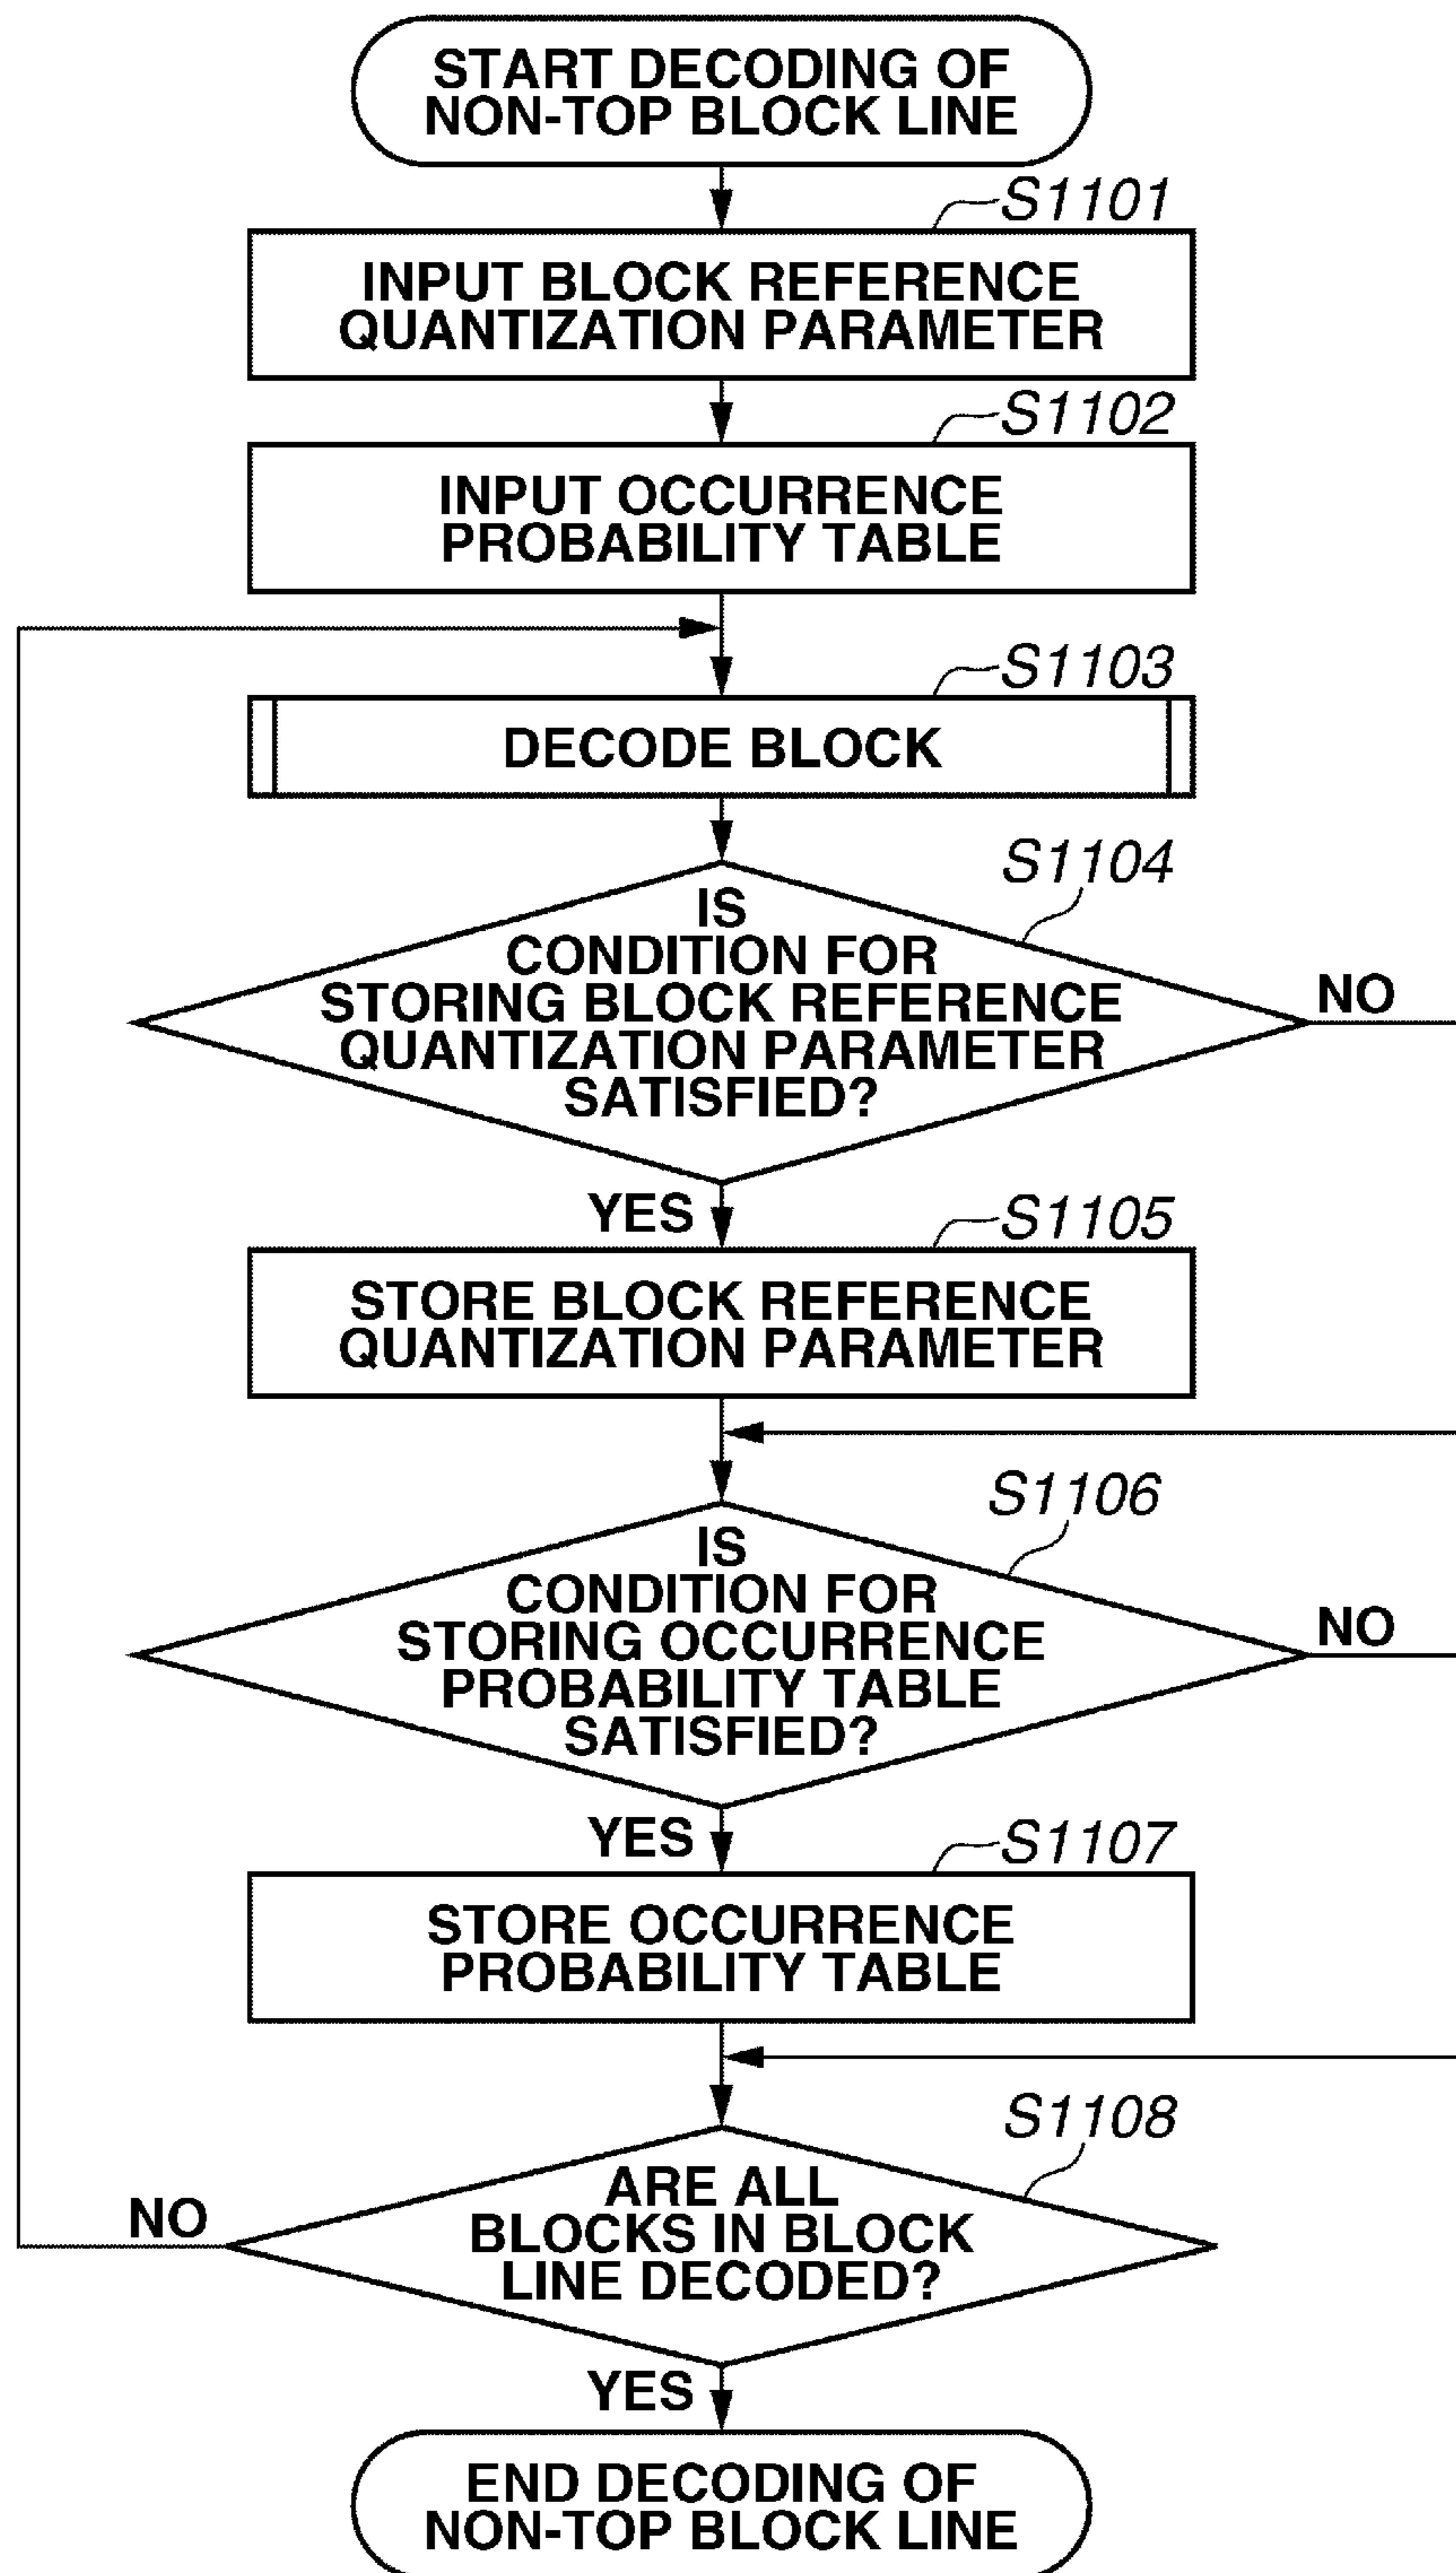 START DECODING OF
NON-TOP BLOCK LINE
S1101
INPUT BLOCK REFERENCE
QUANTIZATION PARAMETER
S1102
INPUT OCCURRENCE
PROBABILITY TABLE
S1103
DECODE BLOCK
S1104
IS
CONDITION FOR
STORING BLOCK REFERENCE
QUANTIZATION PARAMETER
SATISFIED?
NO
YES
S1105
STORE BLOCK REFERENCE
QUANTIZATION PARAMETER
S1106
IS
CONDITION FOR
STORING OCCURRENCE
PROBABILITY TABLE
SATISFIED?
NO
YES
S1107
STORE OCCURRENCE
PROBABILITY TABLE
S1108
ARE ALL
BLOCKS IN BLOCK
LINE DECODED?
NO
YES
END DECODING OF
NON-TOP BLOCK LINE